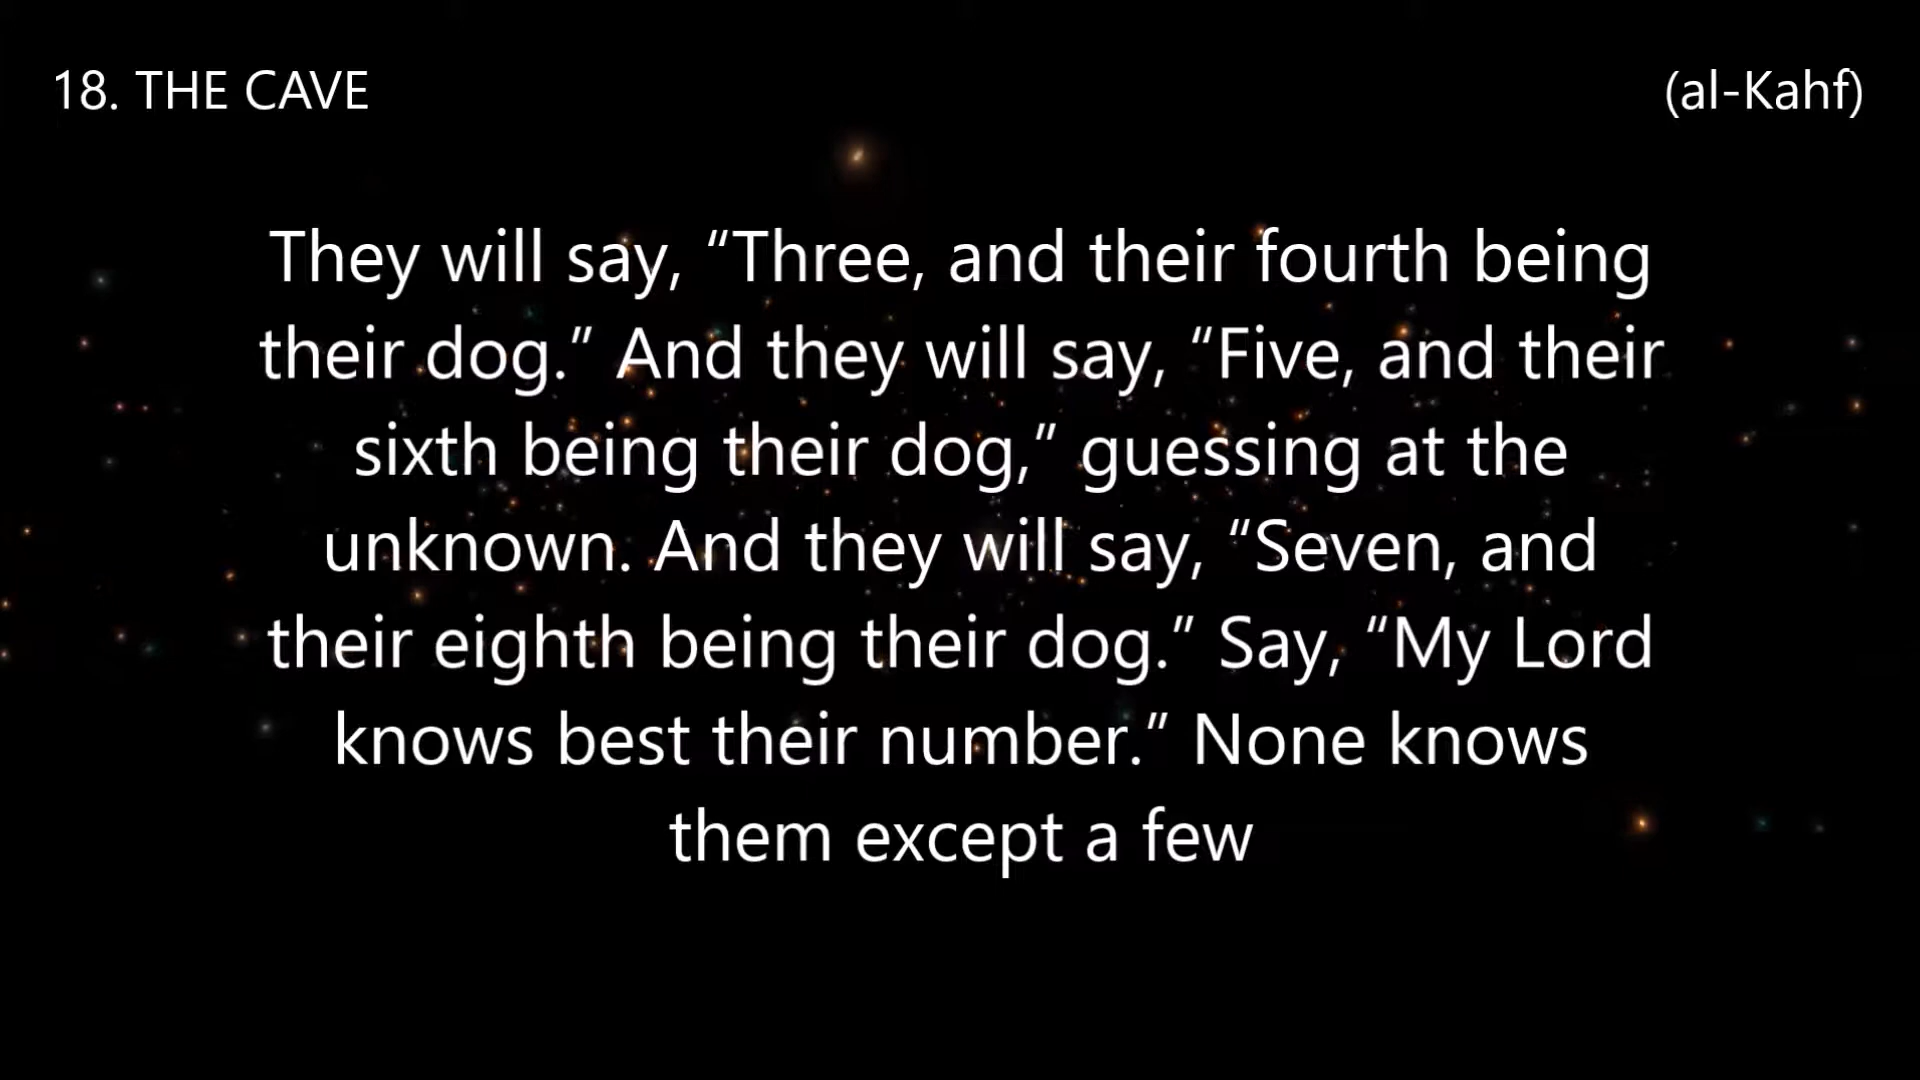 18. THE CAVE
(al-Kahf)
They will say, “Three, and their fourth being
their dog.” And they will say, “Five, and their
sixth being their dog,” guessing at the
unknown. And they will say, “Seven, and
their eighth being their dog.” Say, “My Lord
knows best their number.” None knows
them except a few